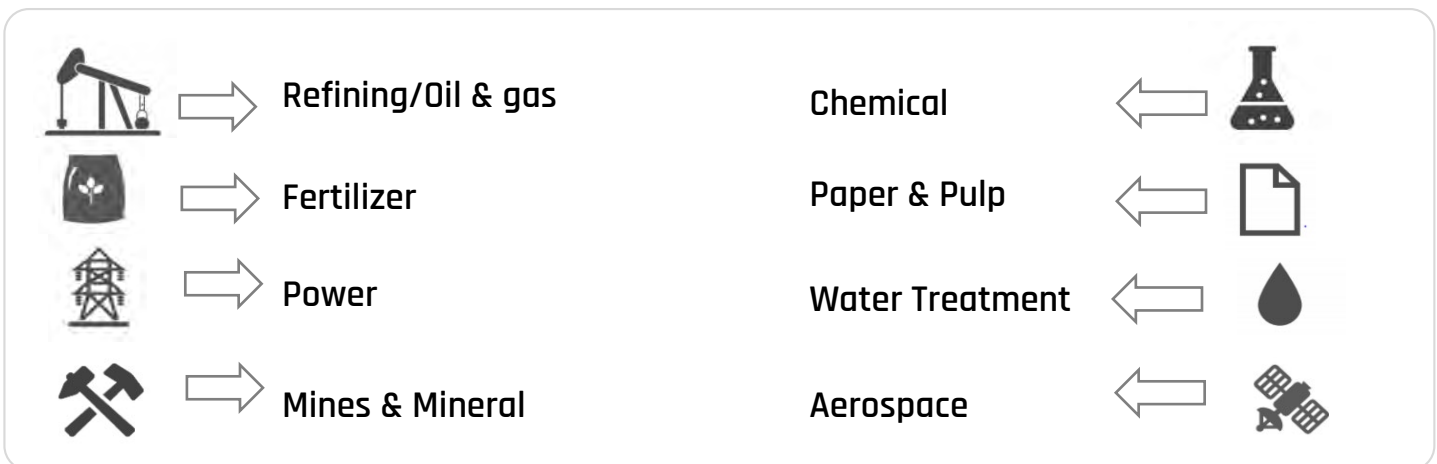 Refining/Oil & gas
Fertilizer
Power
Mines & Mineral
Chemical
Paper & Pulp
Water Treatment
Aerospace